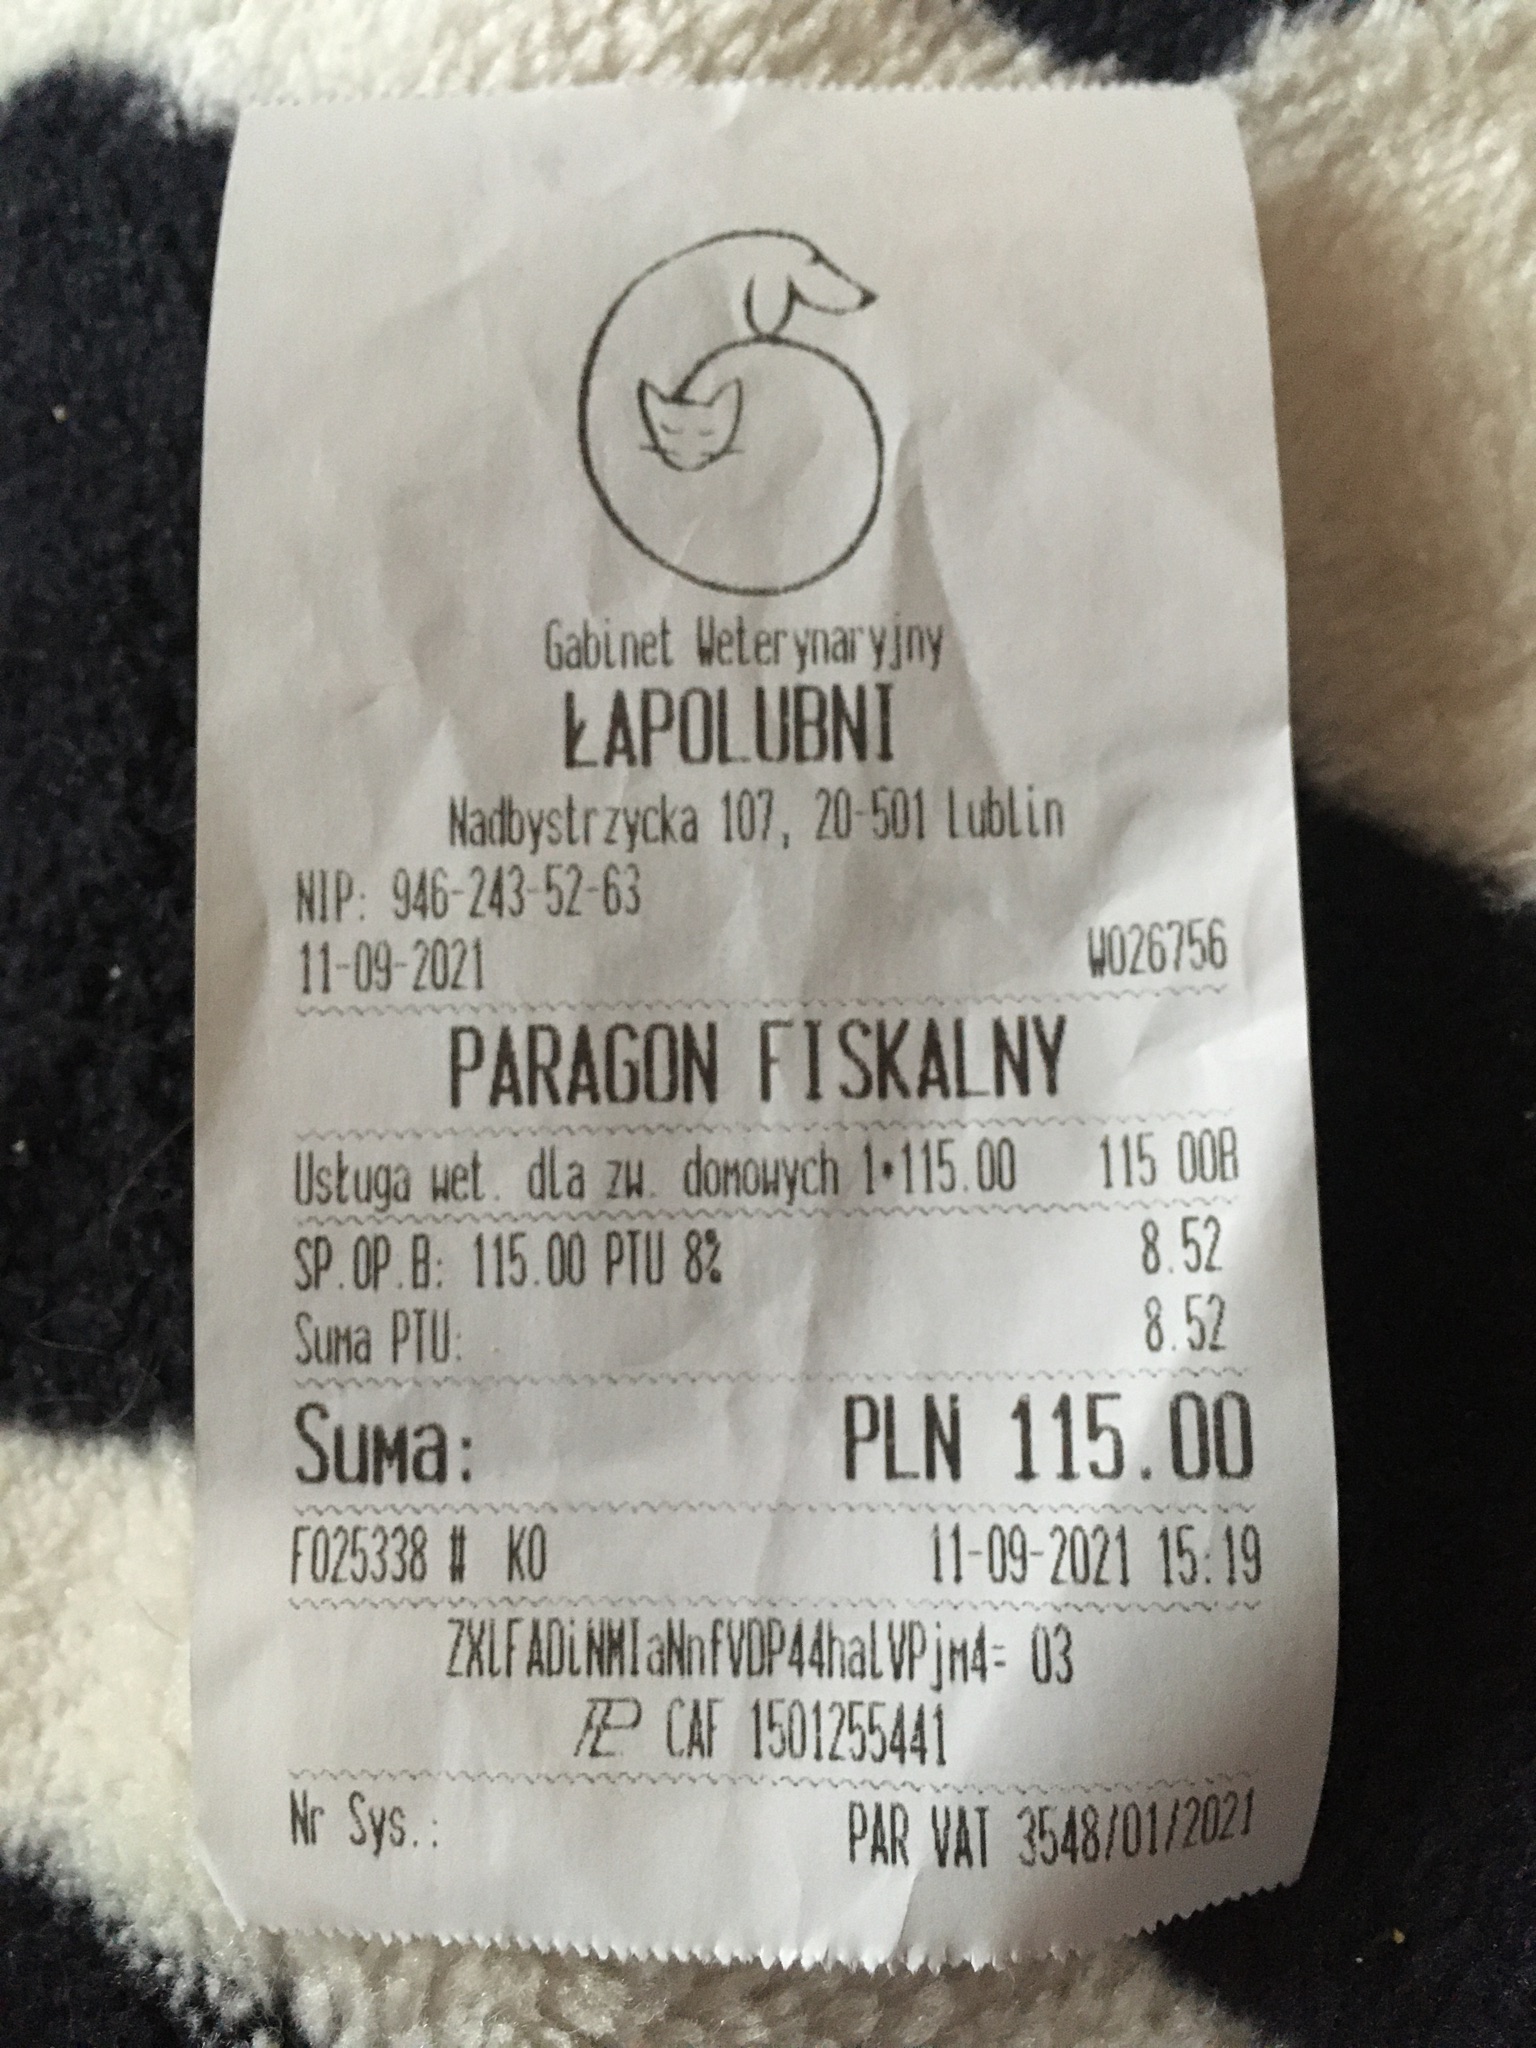 Gabinet Weterynaryjny
ŁAPOLUBNI
Nadbystrzycka 107, 20-501 Lublin
NIP: 946-243-52-63
11-09-2021 W026756
PARAGON FISKALNY
Usługa wet. dla zw. domowych 1*115.00 115 00B
SP.OP.B: 115.00 PTU 8% 8.52
Suma PTU: 8.52
Suma: PLN 115.00
F025338 # KO 11-09-2021 15:19
ZXlFADiNMIaNnfVDP44halVPjm4= 03
CAF 1501255441
Nr Sys.: PAR VAT 3548/01/2021